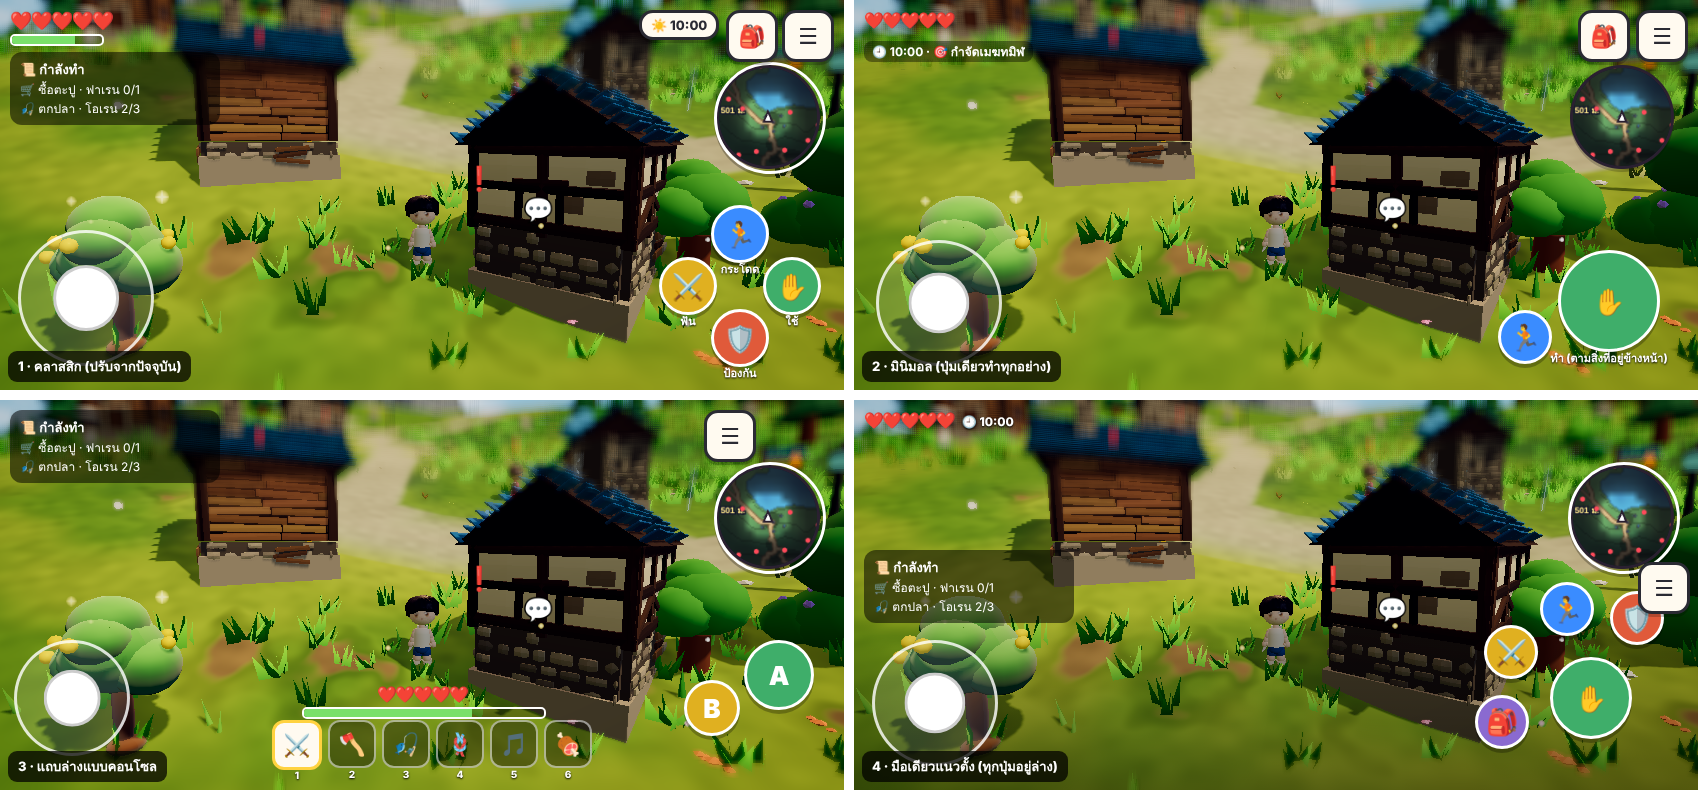 ☀️ 10:00
☰
📜 กำลังทำ
🛒 ซื้อตะปู · ฟาเรน 0/1
🎣 ตกปลา · โอเรน 2/3
501 ม.
กระโดด
ฟัน
ใช้
ป้องกัน
1 · คลาสสิก (ปรับจากปัจจุบัน)
🕙 10:00 · 🎯 กำจัดเมฆทมิฬ
☰
501 ม.
ทำ (ตามสิ่งที่อยู่ข้างหน้า)
2 · มินิมอล (ปุ่มเดียวทำทุกอย่าง)
📜 กำลังทำ
🛒 ซื้อตะปู · ฟาเรน 0/1
🎣 ตกปลา · โอเรน 2/3
☰
501 ม.
A
B
1 2 3 4 5 6
3 · แถบล่างแบบคอนโซล
🕙 10:00
501 ม.
📜 กำลังทำ
🛒 ซื้อตะปู · ฟาเรน 0/1
🎣 ตกปลา · โอเรน 2/3
☰
4 · มือเดียวแนวตั้ง (ทุกปุ่มอยู่ล่าง)